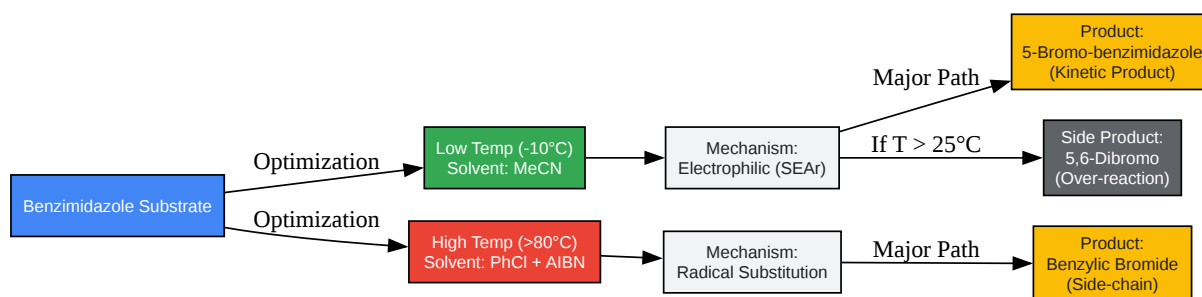 Benzimidazole Substrate
Optimization
Optimization
Low Temp (-10°C)
Solvent: MeCN
High Temp (>80°C)
Solvent: PhCl + AIBN
Mechanism:
Electrophilic (SEAr)
Mechanism:
Radical Substitution
Major Path
If T > 25°C
Major Path
Product:
5-Bromo-benzimidazole
(Kinetic Product)
Side Product:
5,6-Dibromo
(Over-reaction)
Product:
Benzylic Bromide
(Side-chain)